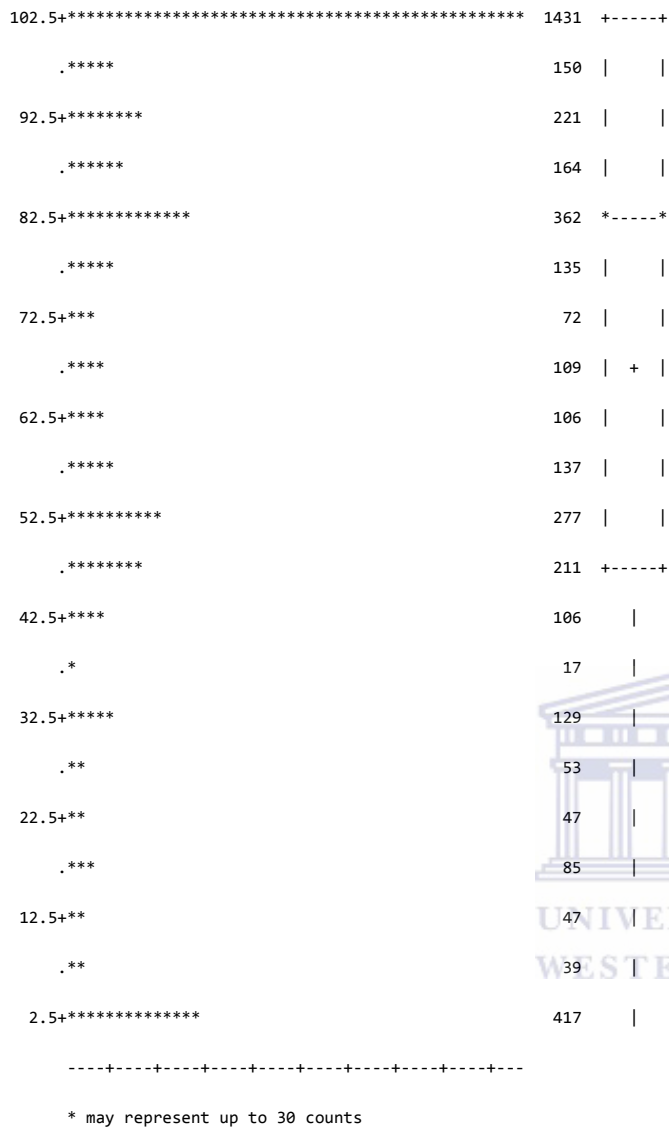 102.5+************************************************* 1431 +-----+
.***** 150 | |
92.5+******** 221 | |
.****** 164 | |
82.5+************* 362 *-----*
.***** 135 | |
72.5+*** 72 | |
.**** 109 | + |
62.5+**** 106 | |
.***** 137 | |
52.5+********** 277 | |
.******** 211 +-----+
42.5+**** 106 |
.* 17 |
32.5+***** 129 |
.** 53 |
22.5+** 47 |
.*** 85 |
12.5+** 47 |
.** 39 |
2.5+************** 417 |
----+----+----+----+----+----+----+----+----+---
* may represent up to 30 counts
UNIVE
WESTE